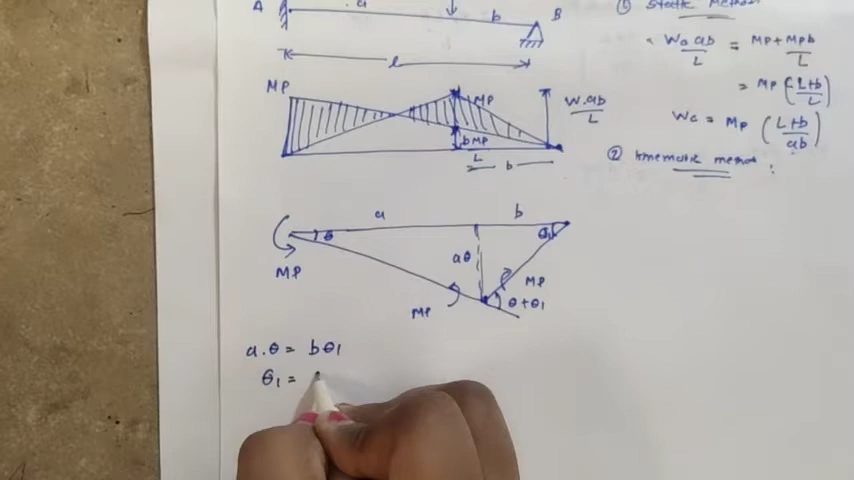 A a b B
l
MP MP W.ab/L
bMP/L
b
a b
θ aθ θ1
MP MP
MP θ+θ1
a.θ = bθ1
θ1 =
① Static Method
Wc ab/L = MP + MPb/L
= MP (L+b/L)
Wc = MP (L+b/ab)
② kinematic method :